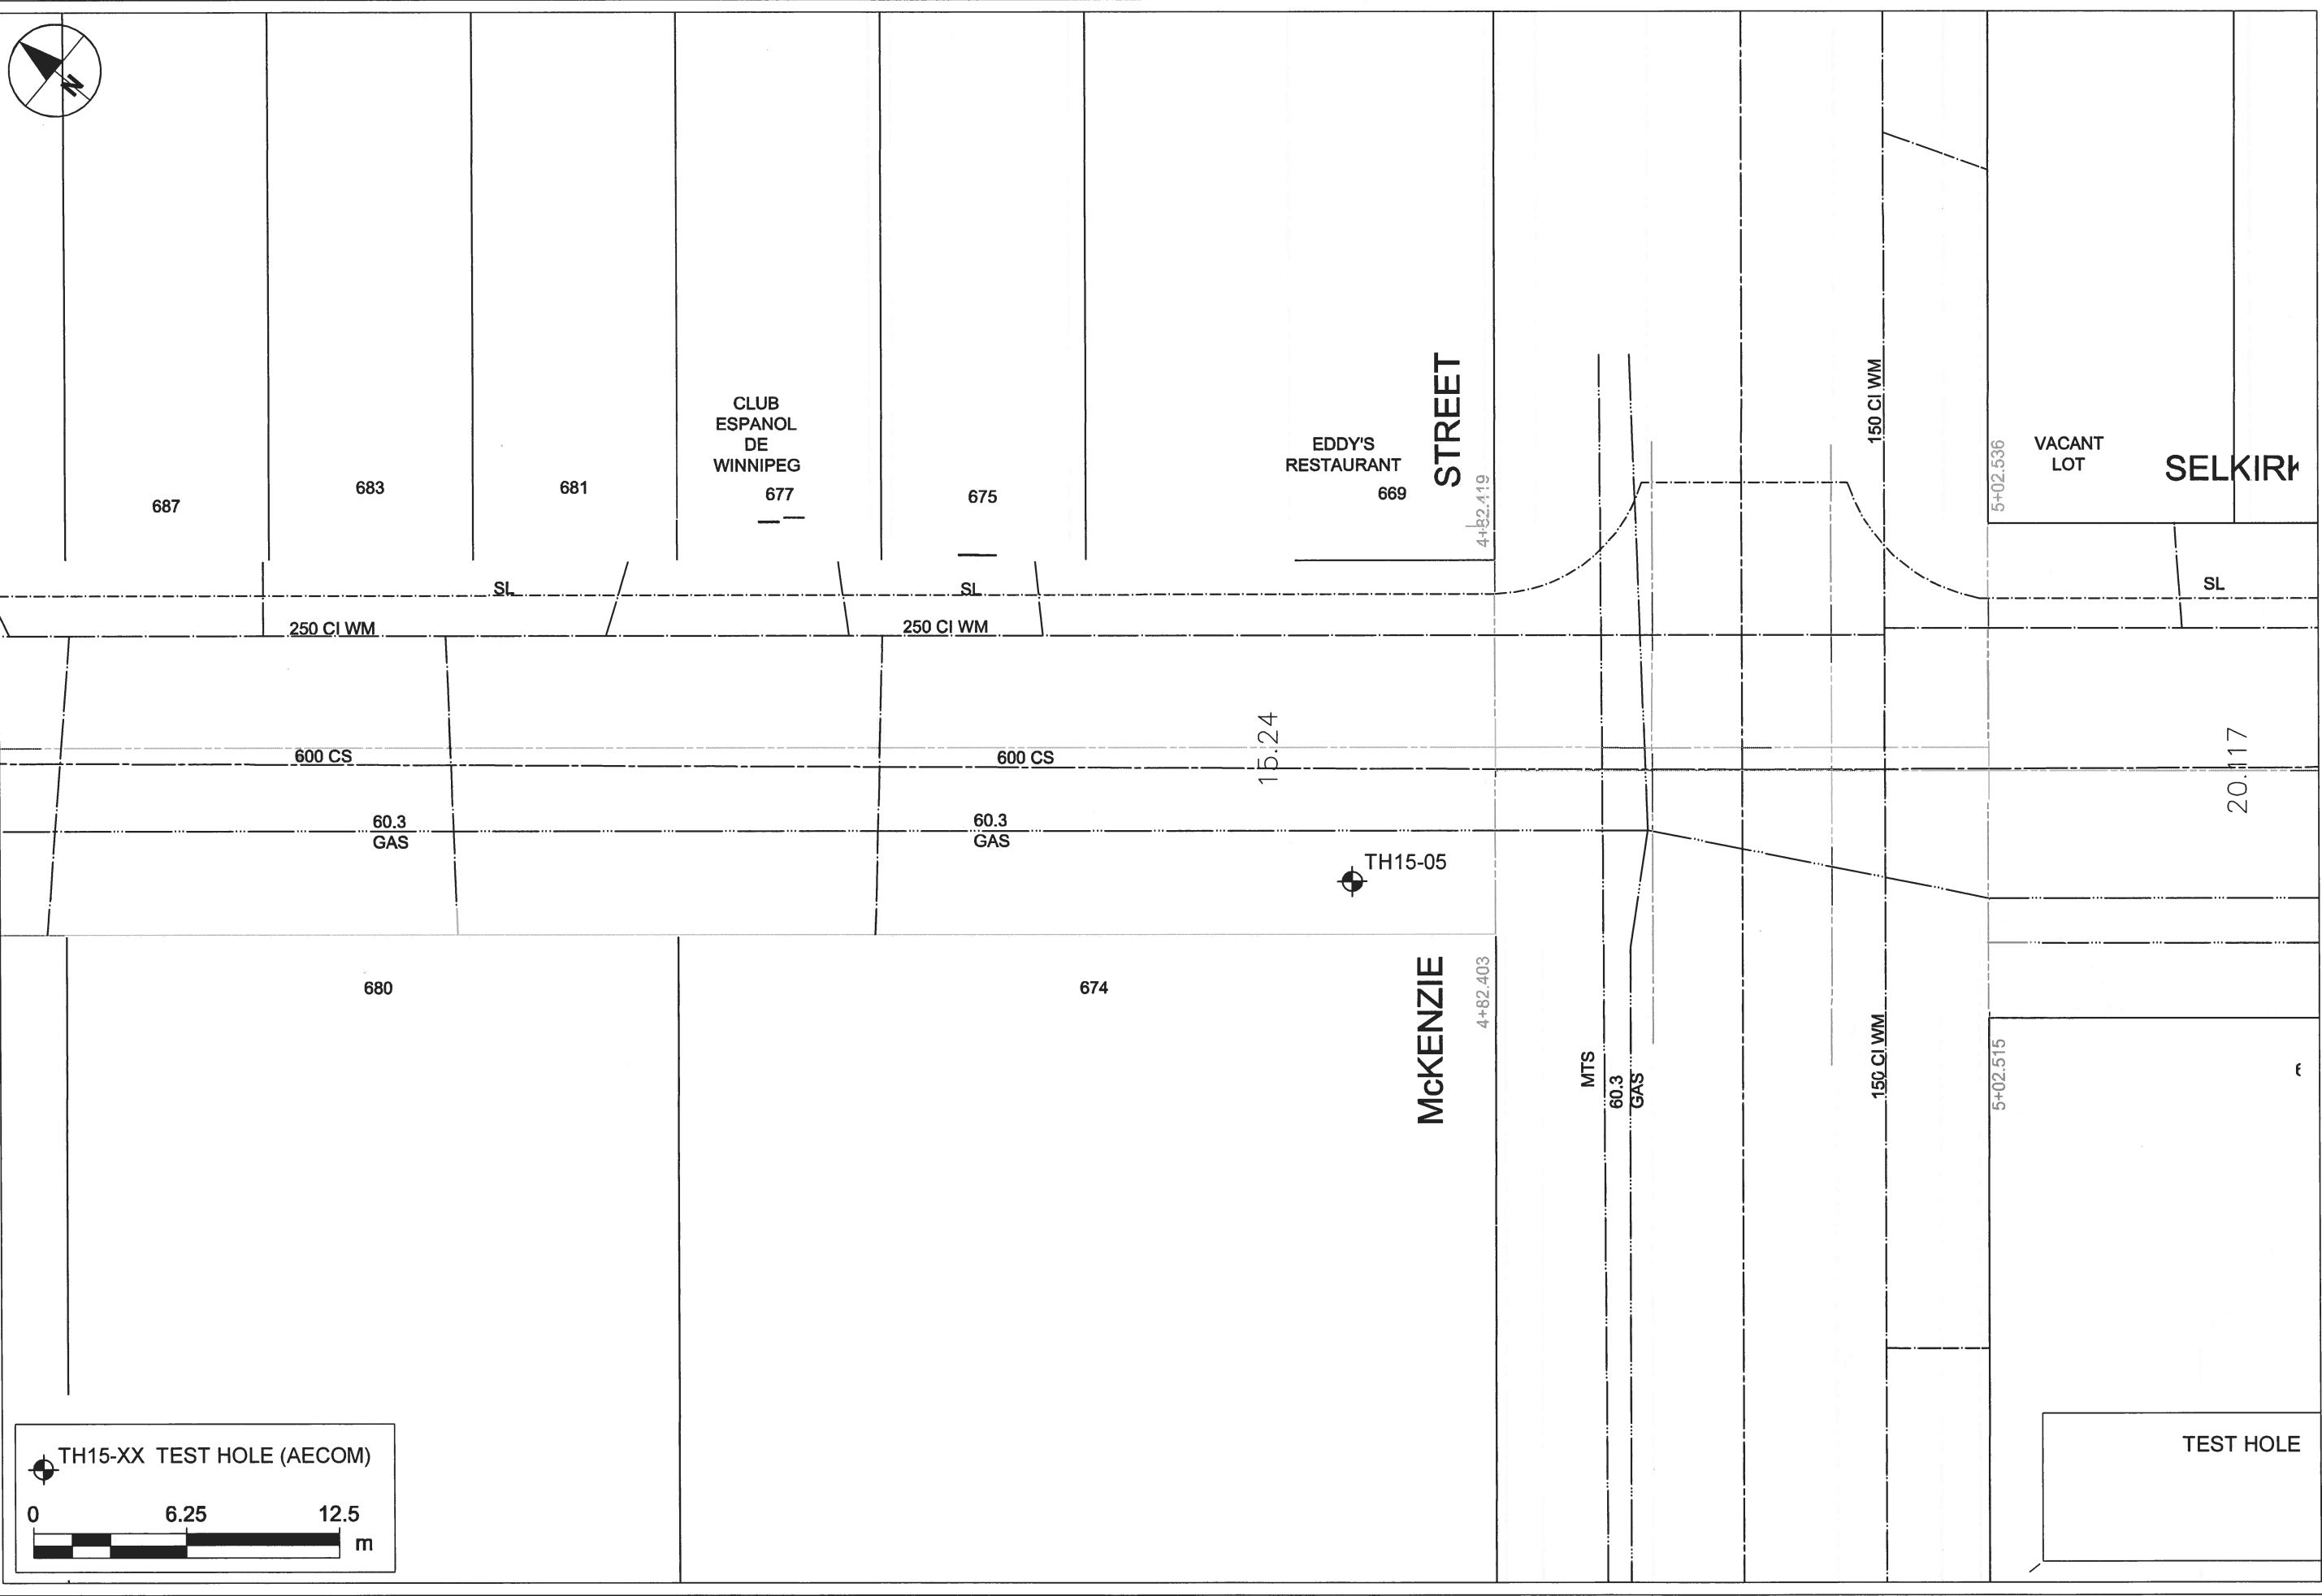 N
CLUB
ESPANOL
DE
WINNIPEG
677
687
683
681
675
EDDY'S
RESTAURANT
669
STREET
4+82.419
150 CI WM
5+02.536
VACANT
LOT
SELKIRK
SL
SL
SL
250 CI WM
250 CI WM
15.24
20.117
600 CS
600 CS
60.3
GAS
60.3
GAS
TH15-05
680
674
McKENZIE
4+82.403
MTS
60.3
GAS
150 CI WM
5+02.515
TH15-XX TEST HOLE (AECOM)
0 6.25 12.5
m
TEST HOLE